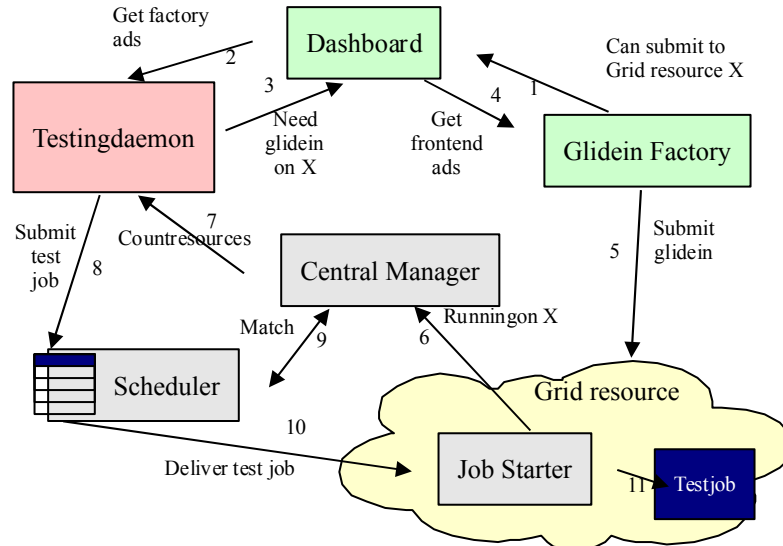 Get factory
ads
2
Dashboard
Can submit to
Grid resource X
1
3
4
Testingdaemon
Need
glidein
on X
Get
frontend
ads
Glidein Factory
7
Countresources
Submit
test
job
8
5
Submit
glidein
Central Manager
Match
9
6
Runningon X
Scheduler
Grid resource
10
Deliver test job
Job Starter
11
Testjob